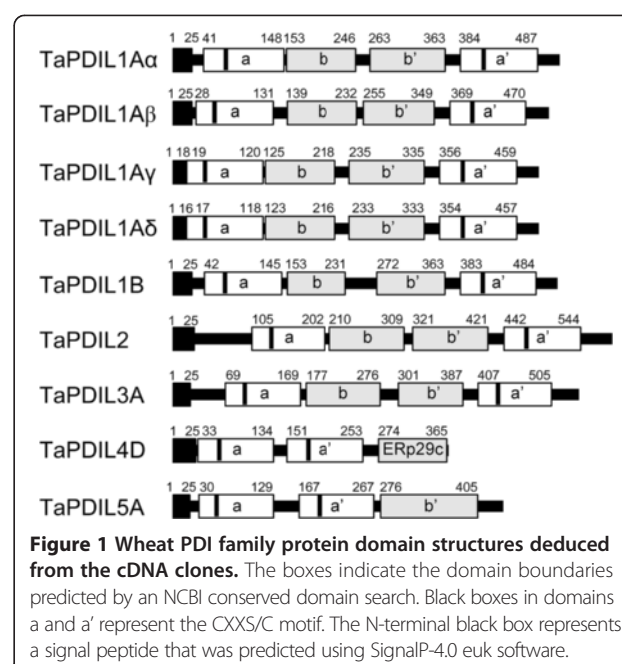 1 25 41 148 153 246 263 363 384 487
TaPDIL1Aα a b b' a'
1 25 28 131 139 232 255 349 369 470
TaPDIL1Aβ a b b' a'
1 18 19 120 125 218 235 335 356 459
TaPDIL1Aγ a b b' a'
1 16 17 118 123 216 233 333 354 457
TaPDIL1Aδ a b b' a'
1 25 42 145 153 231 272 363 383 484
TaPDIL1B a b b' a'
1 25 105 202 210 309 321 421 442 544
TaPDIL2 a b b' a'
1 25 69 169 177 276 301 387 407 505
TaPDIL3A a b b' a'
1 25 33 134 151 253 274 365
TaPDIL4D a a' ERp29c
1 25 30 129 167 267 276 405
TaPDIL5A a a' b'
Figure 1 Wheat PDI family protein domain structures deduced
from the cDNA clones. The boxes indicate the domain boundaries
predicted by an NCBI conserved domain search. Black boxes in domains
a and a' represent the CXXS/C motif. The N-terminal black box represents
a signal peptide that was predicted using SignalP-4.0 euk software.